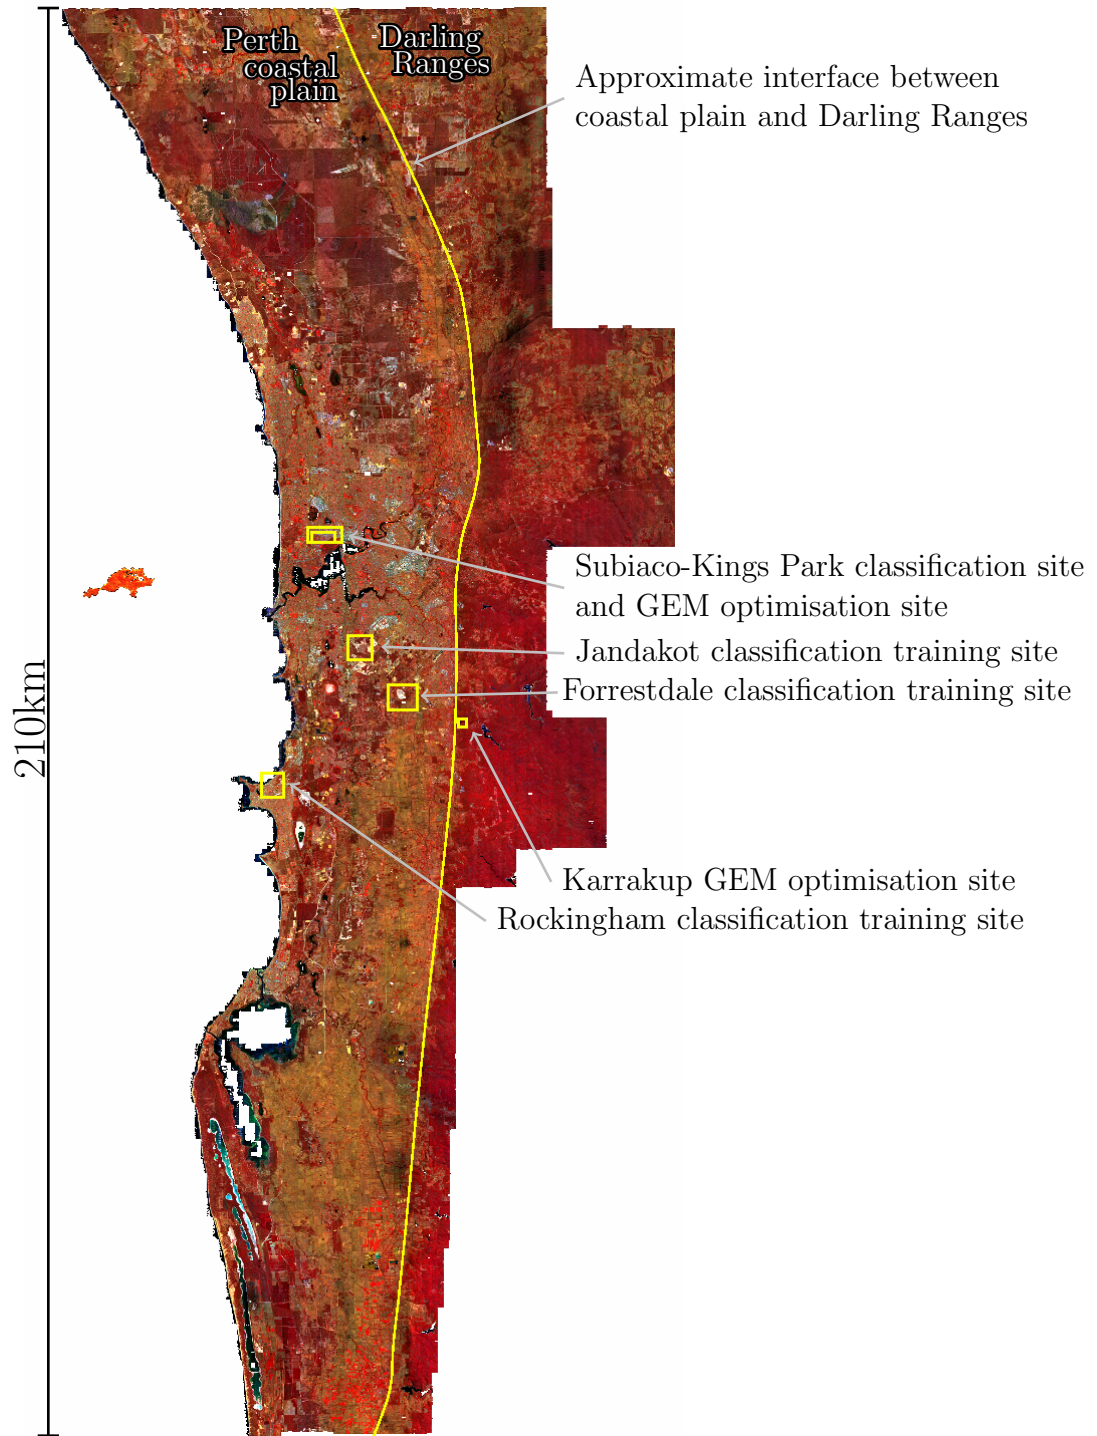 Perth
coastal
plain
Darling
Ranges
Approximate interface between
coastal plain and Darling Ranges
Subiaco-Kings Park classification site
and GEM optimisation site
Jandakot classification training site
Forrestdale classification training site
210km
Karrakup GEM optimisation site
Rockingham classification training site